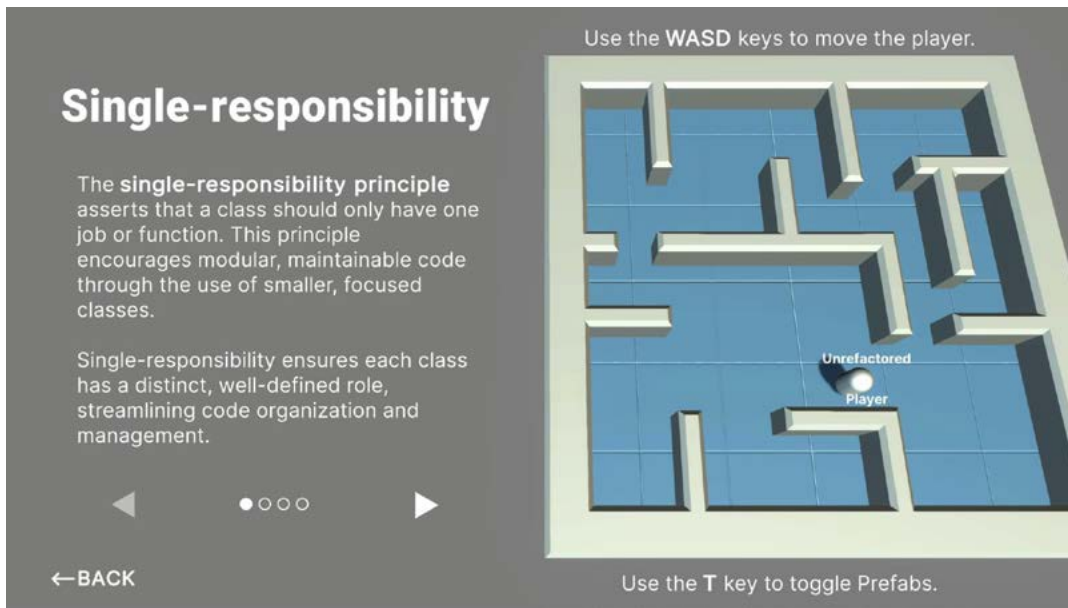 Use the WASD keys to move the player.
Single-responsibility
The single-responsibility principle
asserts that a class should only have one
job or function. This principle
encourages modular, maintainable code
through the use of smaller, focused
classes.
Single-responsibility ensures each class
has a distinct, well-defined role,
streamlining code organization and
management.
Unrefactored
Player
←BACK
Use the T key to toggle Prefabs.